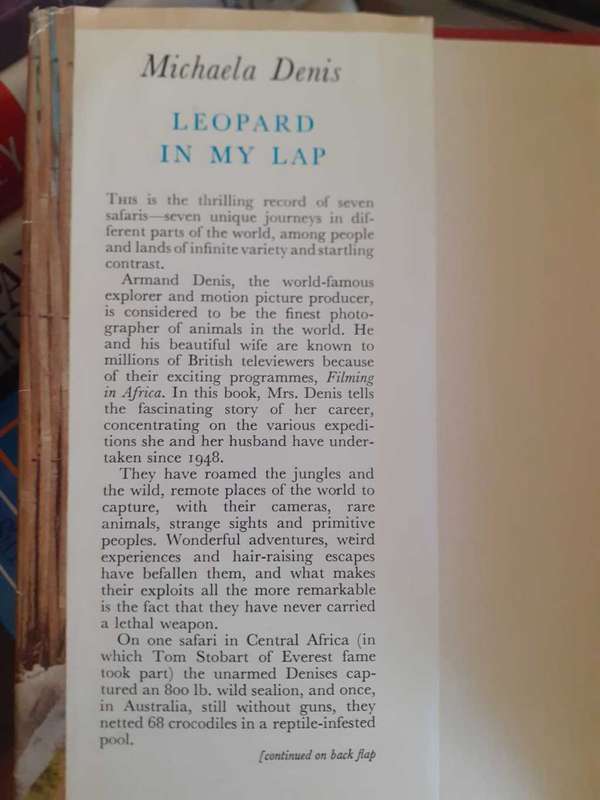 Michaela Denis
LEOPARD
IN MY LAP
THIS is the thrilling record of seven
safaris—seven unique journeys in dif-
ferent parts of the world, among people
and lands of infinite variety and startling
contrast.
Armand Denis, the world-famous
explorer and motion picture producer,
is considered to be the finest photo-
grapher of animals in the world. He
and his beautiful wife are known to
millions of British televiewers because
of their exciting programmes, Filming
in Africa. In this book, Mrs. Denis tells
the fascinating story of her career,
concentrating on the various expedi-
tions she and her husband have under-
taken since 1948.
They have roamed the jungles and
the wild, remote places of the world to
capture, with their cameras, rare
animals, strange sights and primitive
peoples. Wonderful adventures, weird
experiences and hair-raising escapes
have befallen them, and what makes
their exploits all the more remarkable
is the fact that they have never carried
a lethal weapon.
On one safari in Central Africa (in
which Tom Stobart of Everest fame
took part) the unarmed Denises cap-
tured an 800 lb. wild sealion, and once,
in Australia, still without guns, they
netted 68 crocodiles in a reptile-infested
pool.
[continued on back flap